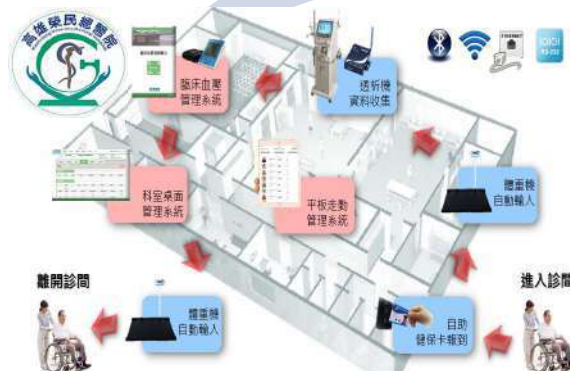 高雄榮民總醫院
臨床血壓
管理系統
透析機
資料收集
ETHERNET
RS-232
科室桌面
管理系統
平板走動
管理系統
體重機
自動輸入
離開診間
進入診間
體重機
自動輸入
自助
健保卡報到